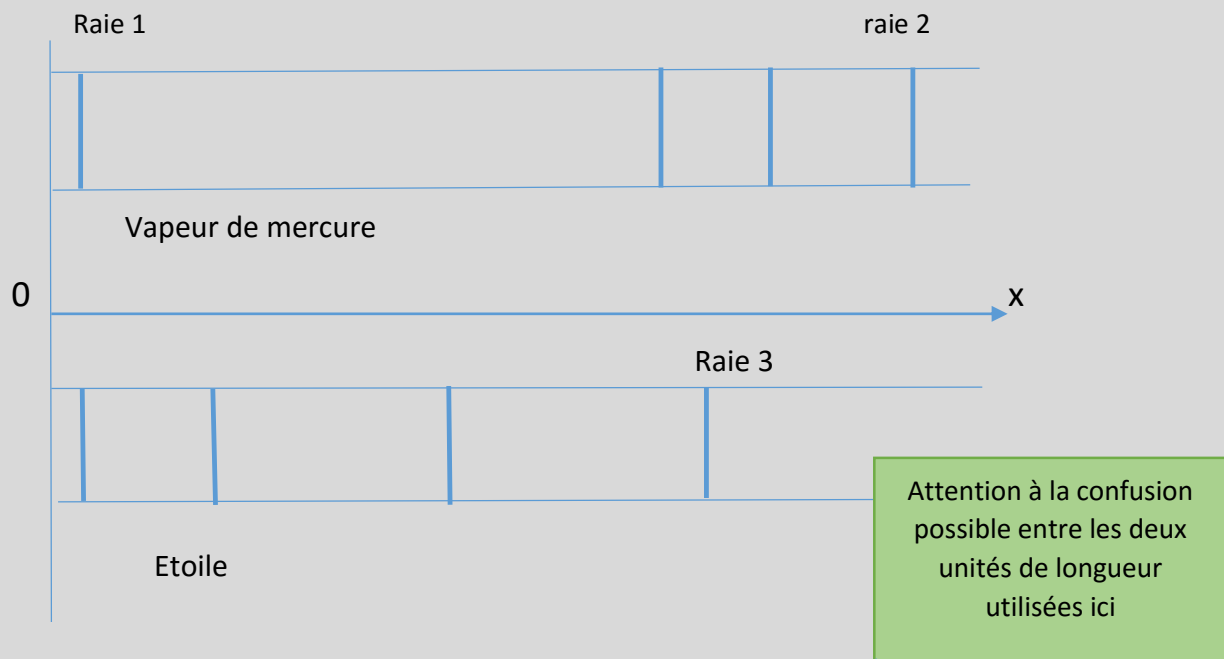 Raie 1
raie 2
Vapeur de mercure
0
x
Raie 3
Etoile
Attention à la confusion
possible entre les deux
unités de longueur
utilisées ici